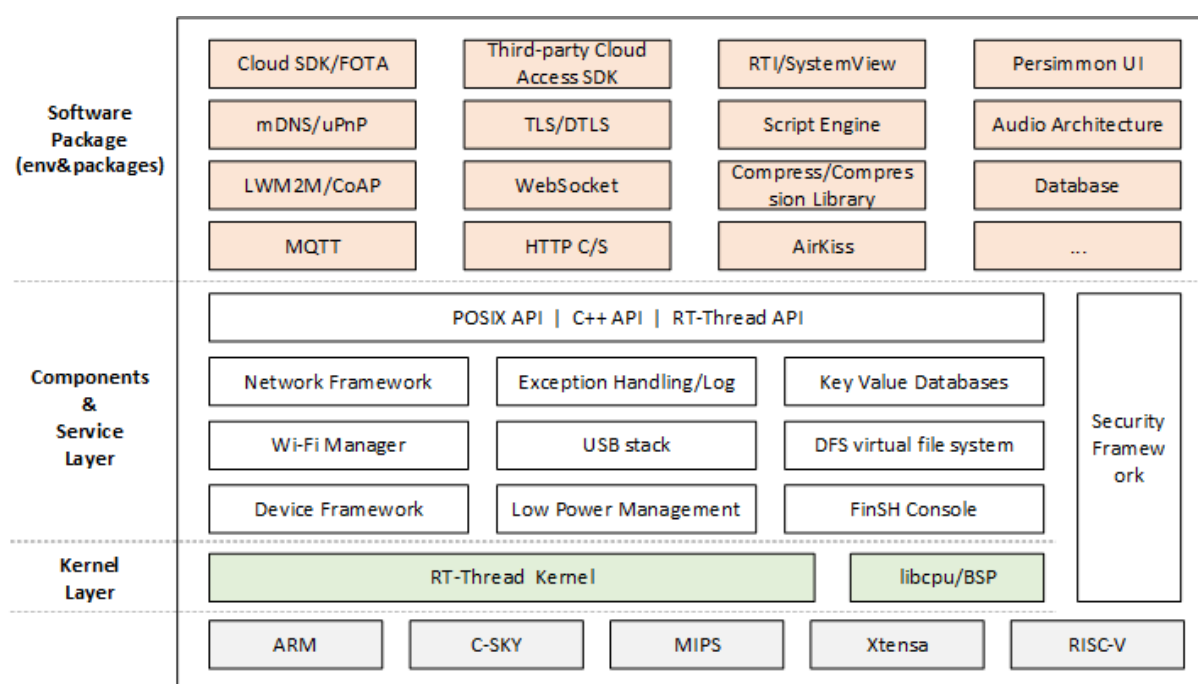 Software
Package
(env&packages)
Cloud SDK/FOTA
Third-party Cloud
Access SDK
RTI/SystemView
Persimmon UI
mDNS/uPnP
TLS/DTLS
Script Engine
Audio Architecture
LWM2M/CoAP
WebSocket
Compress/Compres
sion Library
Database
MQTT
HTTP C/S
AirKiss
...
Components
&
Service
Layer
POSIX API | C++ API | RT-Thread API
Network Framework
Exception Handling/Log
Key Value Databases
Wi-Fi Manager
USB stack
DFS virtual file system
Device Framework
Low Power Management
FinSH Console
Security
Framew
ork
Kernel
Layer
RT-Thread Kernel
libcpu/BSP
ARM
C-SKY
MIPS
Xtensa
RISC-V